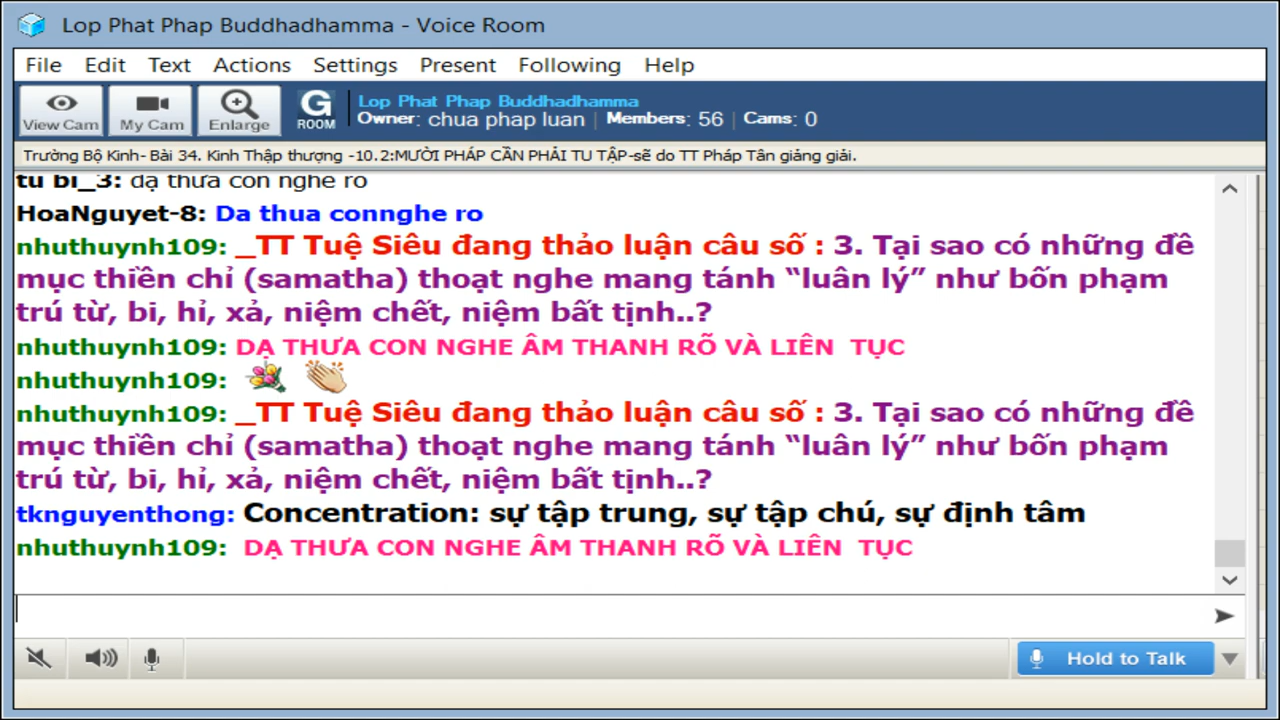 Lop Phat Phap Buddhadhamma - Voice Room
File Edit Text Actions Settings Present Following Help
View Cam My Cam Enlarge G ROOM
Lop Phat Phap Buddhadhamma
Owner: chua phap luan | Members: 56 | Cams: 0
Trường Bộ Kinh- Bài 34. Kinh Thập thượng -10.2:MƯỜI PHÁP CẦN PHẢI TU TẬP-sẽ do TT Pháp Tân giảng giải.
tu bi_3: dạ thưa con nghe rõ
HoaNguyet-8: Da thua connghe ro
nhuthuynh109: _TT Tuệ Siêu đang thảo luận câu số : 3. Tại sao có những đề
mục thiền chỉ (samatha) thoạt nghe mang tánh “luân lý” như bốn phạm
trú từ, bi, hỉ, xả, niệm chết, niệm bất tịnh..?
nhuthuynh109: DẠ THƯA CON NGHE ÂM THANH RÕ VÀ LIÊN TỤC
nhuthuynh109:
nhuthuynh109: _TT Tuệ Siêu đang thảo luận câu số : 3. Tại sao có những đề
mục thiền chỉ (samatha) thoạt nghe mang tánh “luân lý” như bốn phạm
trú từ, bi, hỉ, xả, niệm chết, niệm bất tịnh..?
tknguyenthong: Concentration: sự tập trung, sự tập chú, sự định tâm
nhuthuynh109: DẠ THƯA CON NGHE ÂM THANH RÕ VÀ LIÊN TỤC
Hold to Talk